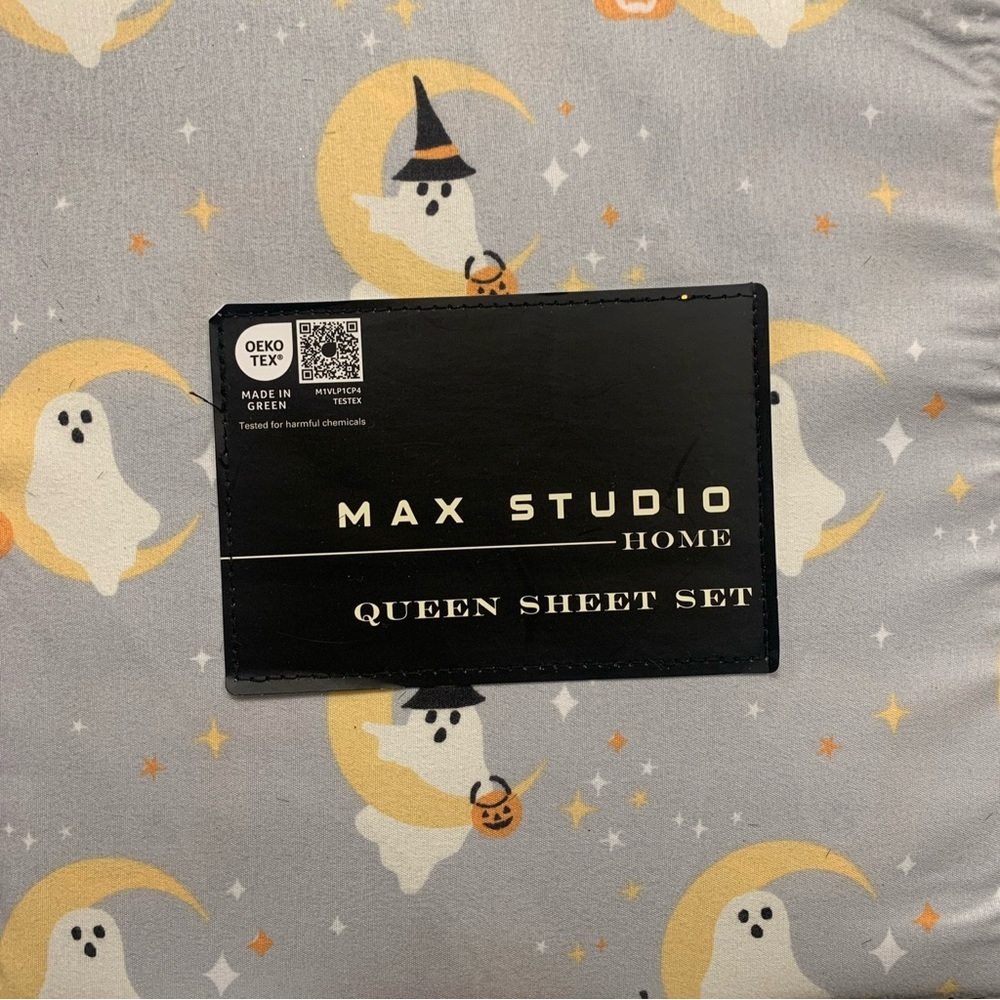 OEKO
TEX®
MADE IN
GREEN
M1VLP1CP4
TESTEX
Tested for harmful chemicals
MAX STUDIO
HOME
QUEEN SHEET SET